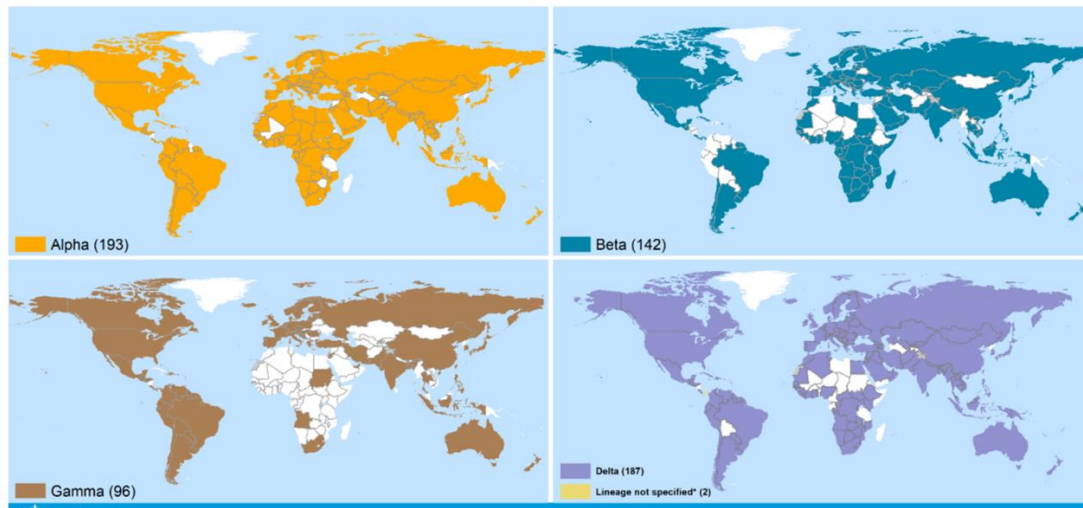 Alpha (193)
Beta (142)
Gamma (96)
Delta (187)
Lineage not specified* (2)